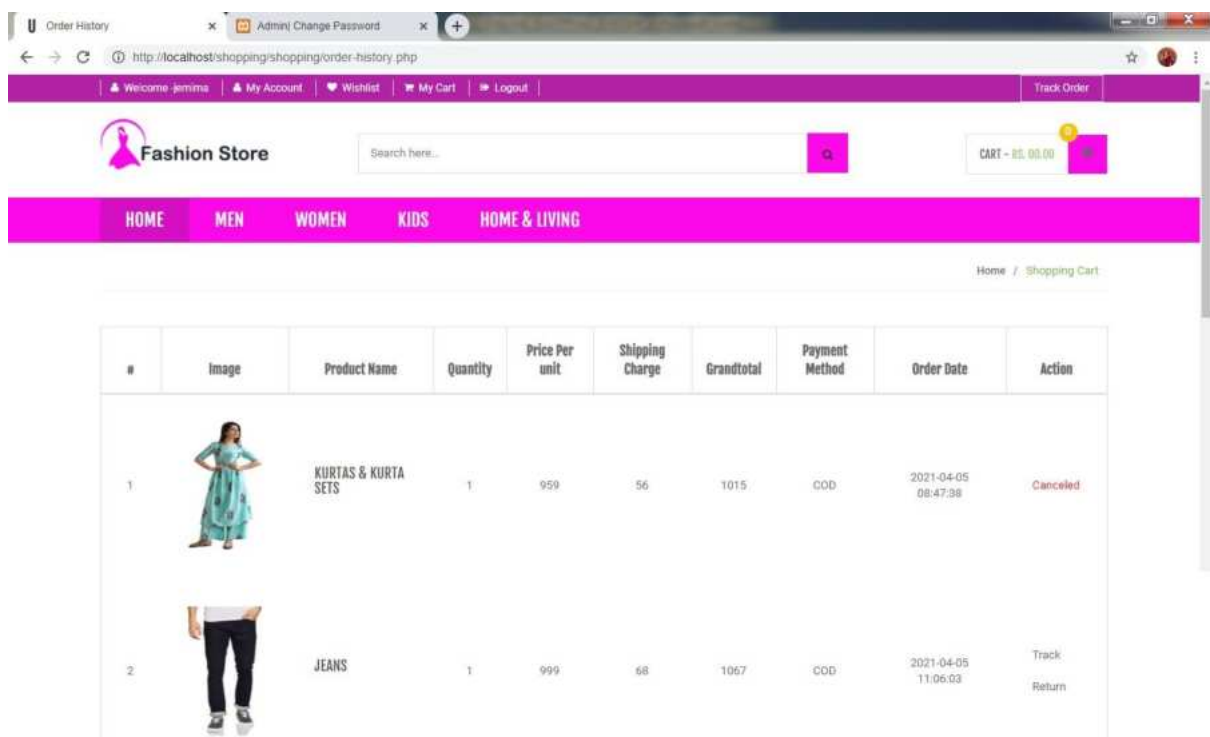 Order History
Admin| Change Password
http://localhost/shopping/shopping/order-history.php
Welcome -jemima My Account Wishlist My Cart Logout Track Order
Fashion Store
Search here...
0
CART - RS. 00.00
HOME MEN WOMEN KIDS HOME & LIVING
Home / Shopping Cart
# Image Product Name Quantity Price Per unit Shipping Charge Grandtotal Payment Method Order Date Action
1 KURTAS & KURTA SETS 1 959 56 1015 COD 2021-04-05 08:47:38 Canceled
2 JEANS 1 999 68 1067 COD 2021-04-05 11:06:03 Track Return